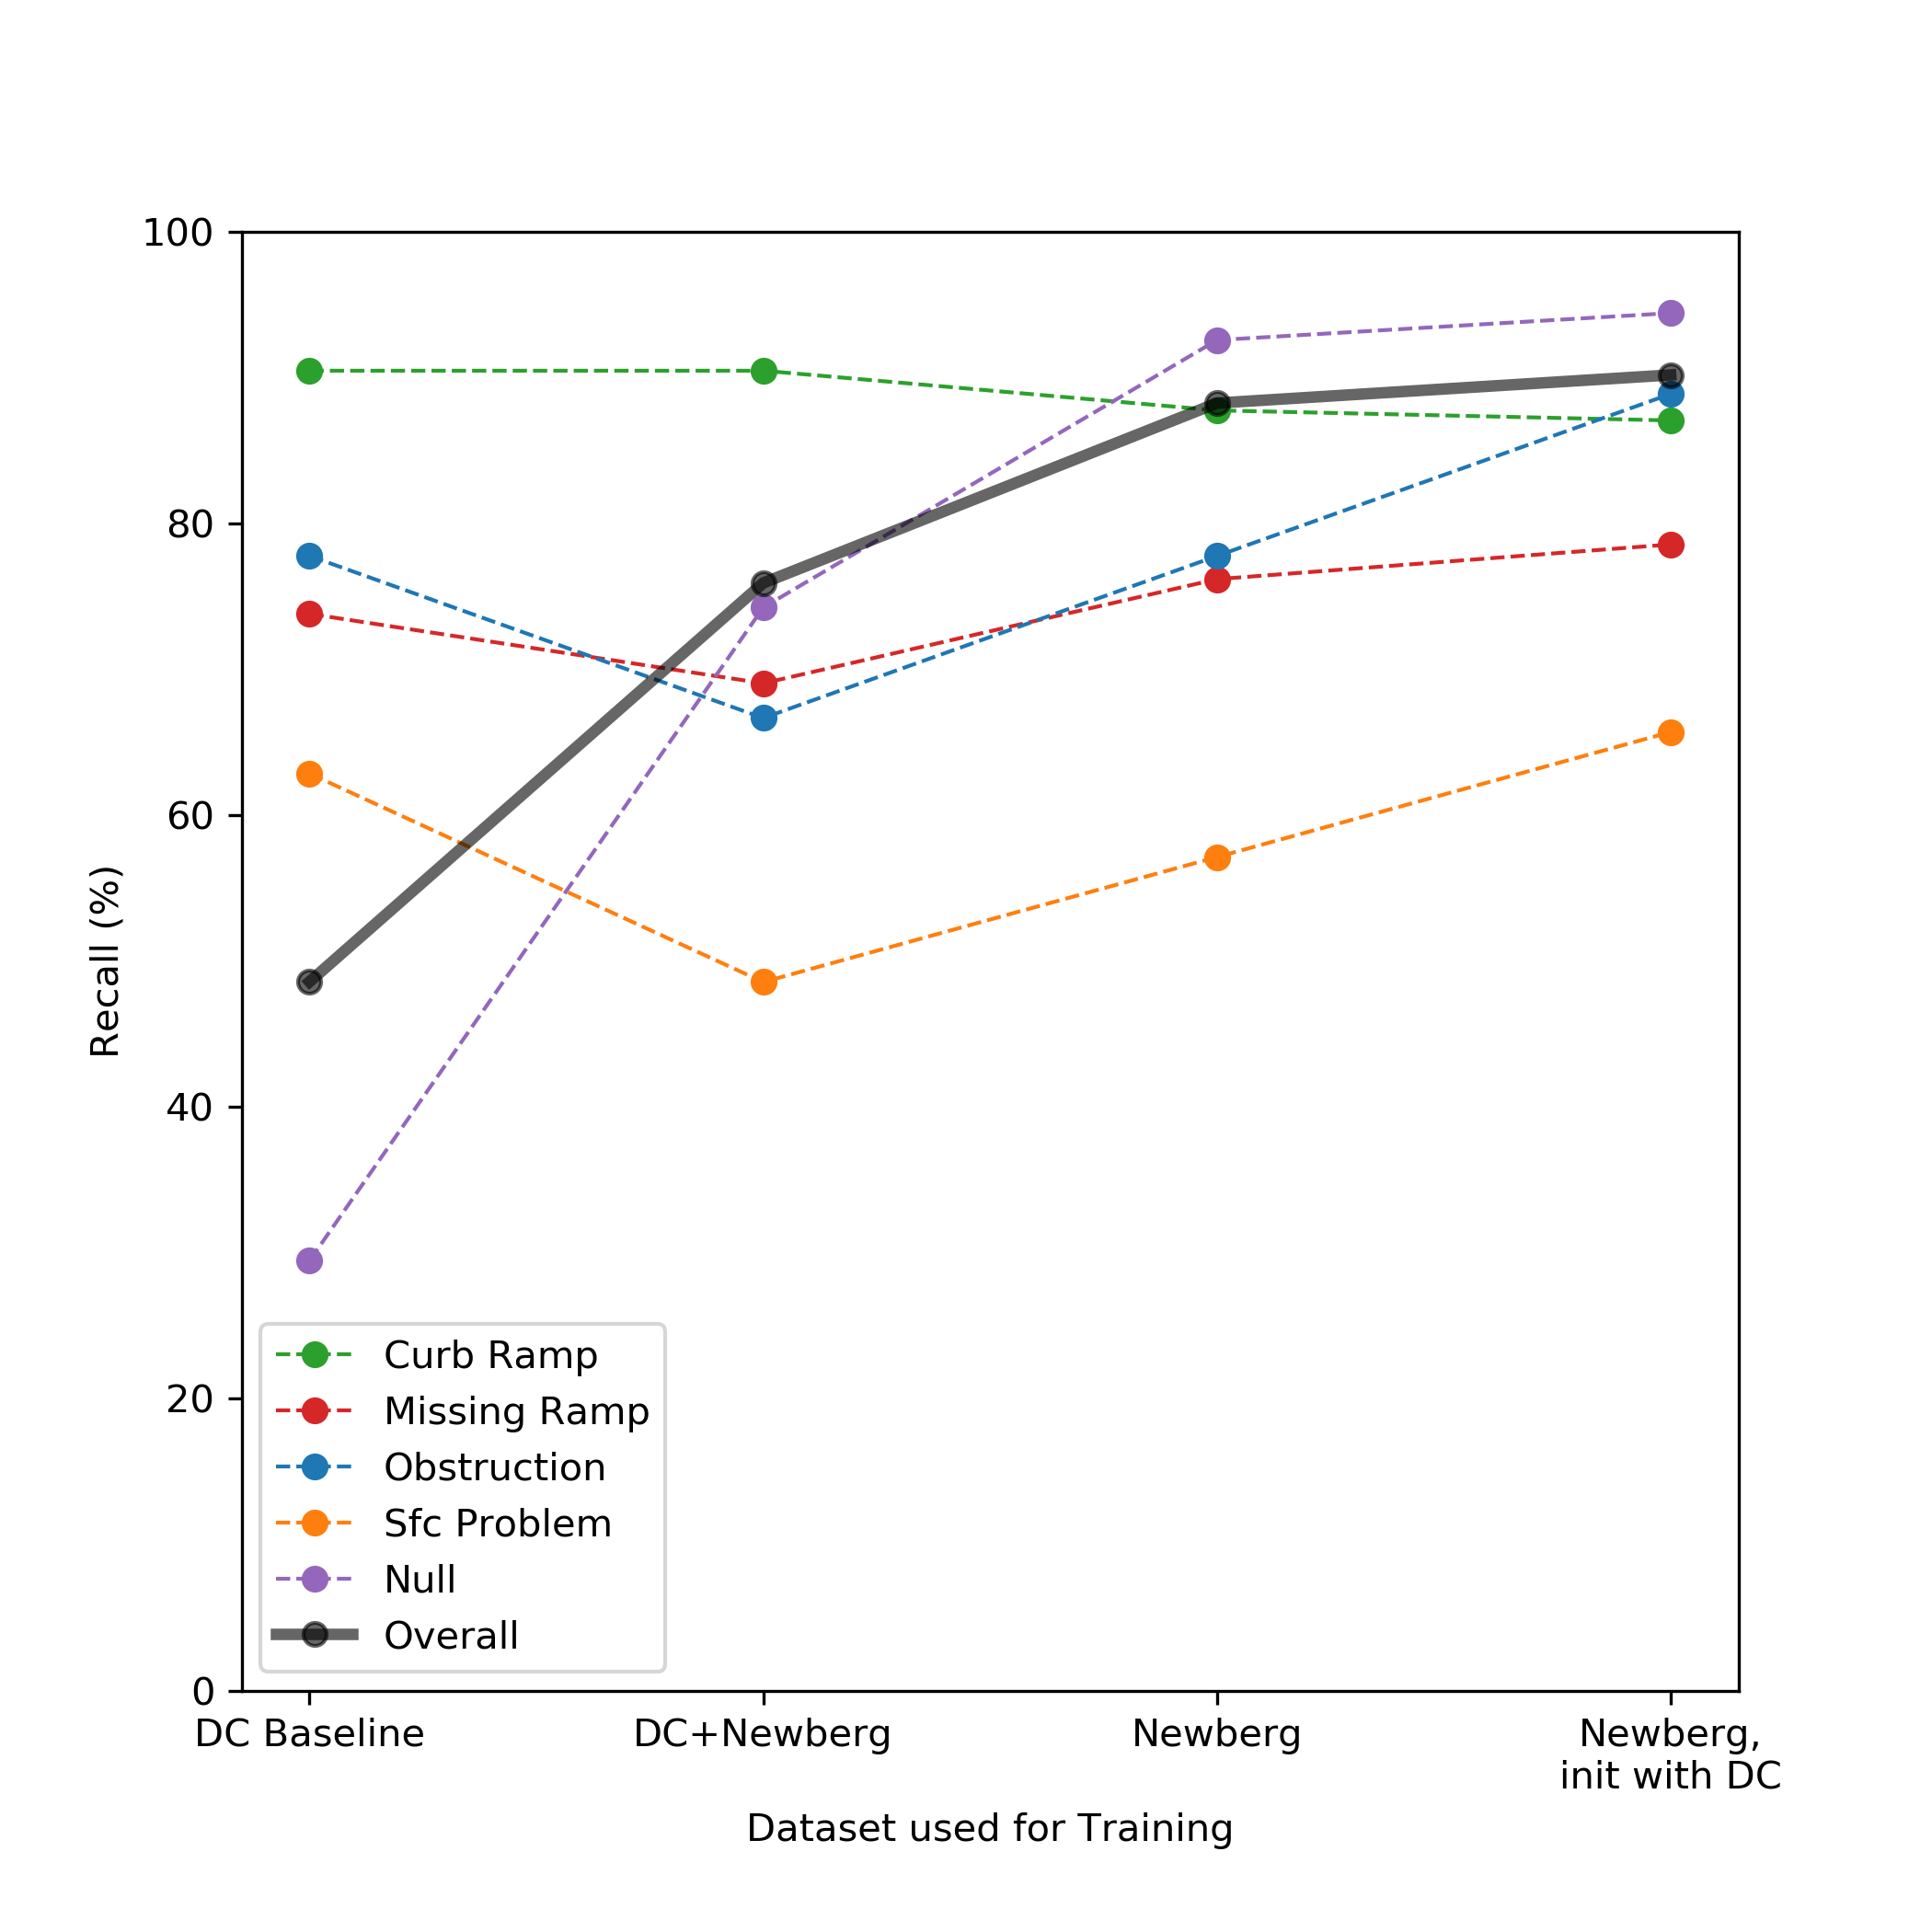 100
80
60
40
20
0
Recall (%)
Curb Ramp
Missing Ramp
Obstruction
Sfc Problem
Null
Overall
DC Baseline
DC+Newberg
Newberg
Newberg,
init with DC
Dataset used for Training